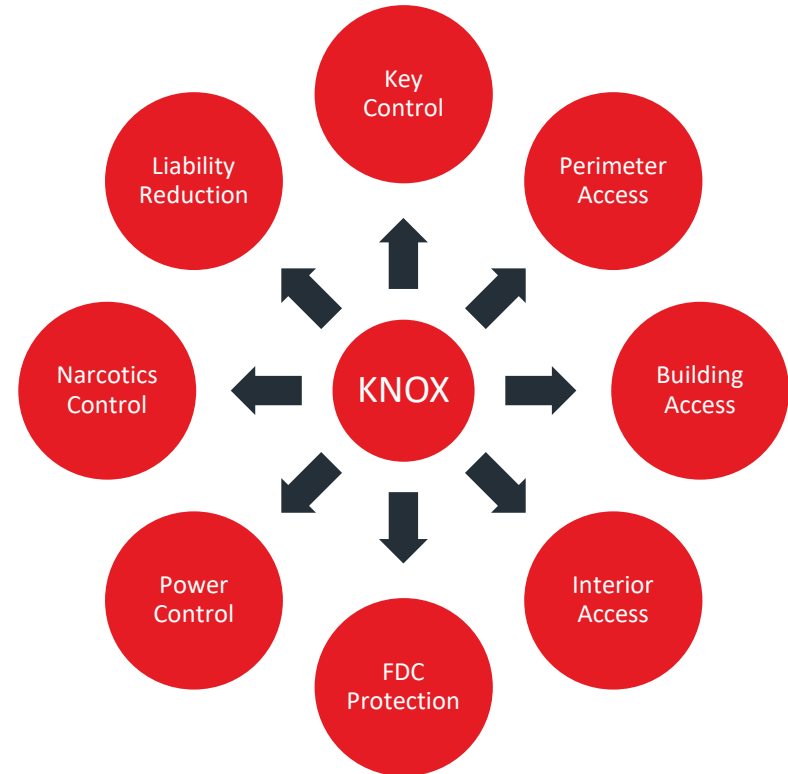 Key
Control
Perimeter
Access
Building
Access
Interior
Access
FDC
Protection
Power
Control
Narcotics
Control
Liability
Reduction
KNOX